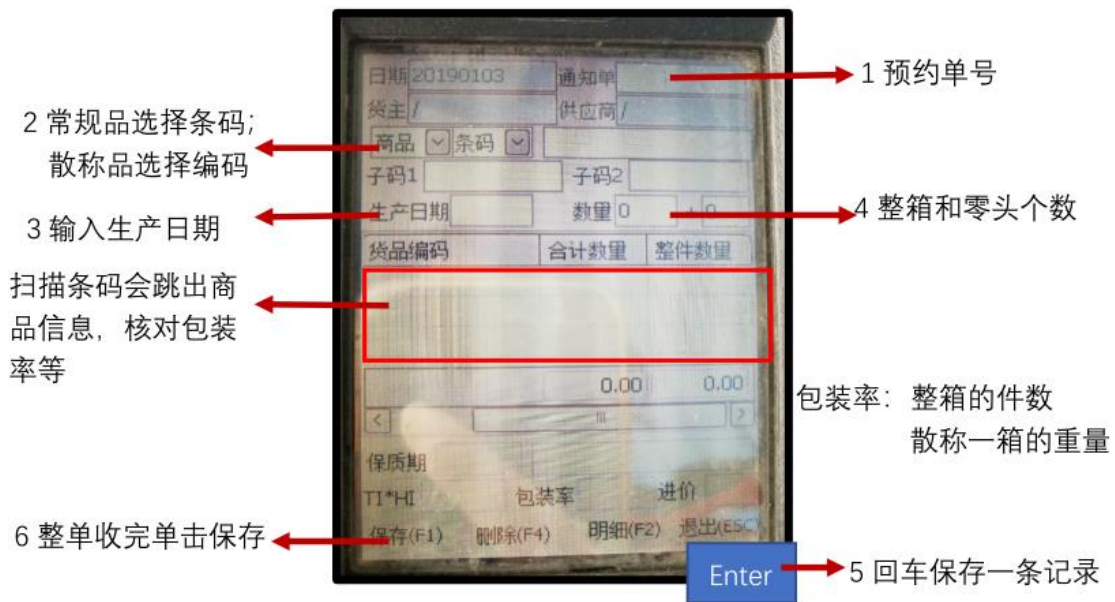 日期 20190103 通知单
1 预约单号
货主 / 供应商 /
2 常规品选择条码;
散称品选择编码
商品 条码
子码1 子码2
3 输入生产日期
生产日期 数量 0 + 0
4 整箱和零头个数
货品编码 合计数量 整件数量
扫描条码会跳出商
品信息，核对包装
率等
0.00 0.00
包装率：整箱的件数
散称一箱的重量
保质期
TI*HI 包装率 进价
6 整单收完单击保存
保存(F1) 删除(F4) 明细(F2) 退出(ESC)
Enter
5 回车保存一条记录